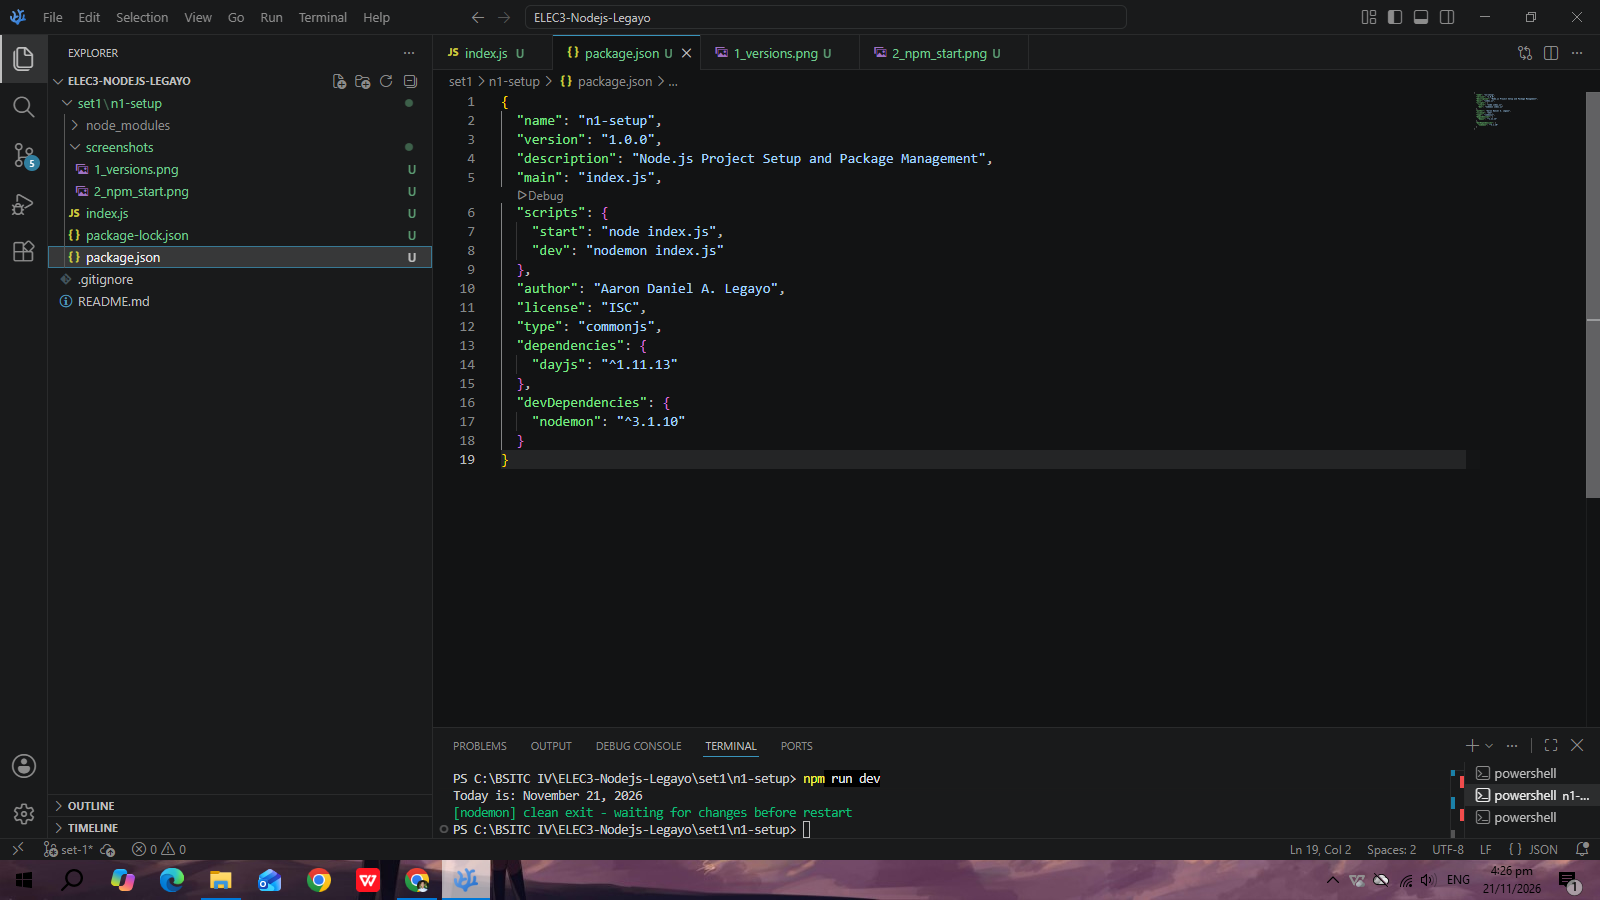 File Edit Selection View Go Run Terminal Help
ELEC3-Nodejs-Legayo
EXPLORER
ELEC3-NODEJS-LEGAYO
set1\n1-setup
node_modules
screenshots
1_versions.png U
2_npm_start.png U
JS index.js U
{} package-lock.json U
{} package.json U
.gitignore
README.md
OUTLINE
TIMELINE
5
JS index.js U
{} package.json U
1_versions.png U
2_npm_start.png U
set1 > n1-setup > {} package.json > ...
1 {
2 "name": "n1-setup",
3 "version": "1.0.0",
4 "description": "Node.js Project Setup and Package Management",
5 "main": "index.js",
Debug
6 "scripts": {
7 "start": "node index.js",
8 "dev": "nodemon index.js"
9 },
10 "author": "Aaron Daniel A. Legayo",
11 "license": "ISC",
12 "type": "commonjs",
13 "dependencies": {
14 "dayjs": "^1.11.13"
15 },
16 "devDependencies": {
17 "nodemon": "^3.1.10"
18 }
19 }
PROBLEMS OUTPUT DEBUG CONSOLE TERMINAL PORTS
PS C:\BSITC IV\ELEC3-Nodejs-Legayo\set1\n1-setup> npm run dev
Today is: November 21, 2026
[nodemon] clean exit - waiting for changes before restart
PS C:\BSITC IV\ELEC3-Nodejs-Legayo\set1\n1-setup>
powershell
powershell n1-...
powershell
set-1* 0 0
Ln 19, Col 2 Spaces: 2 UTF-8 LF {} JSON
ENG
4:26 pm
21/11/2026
1